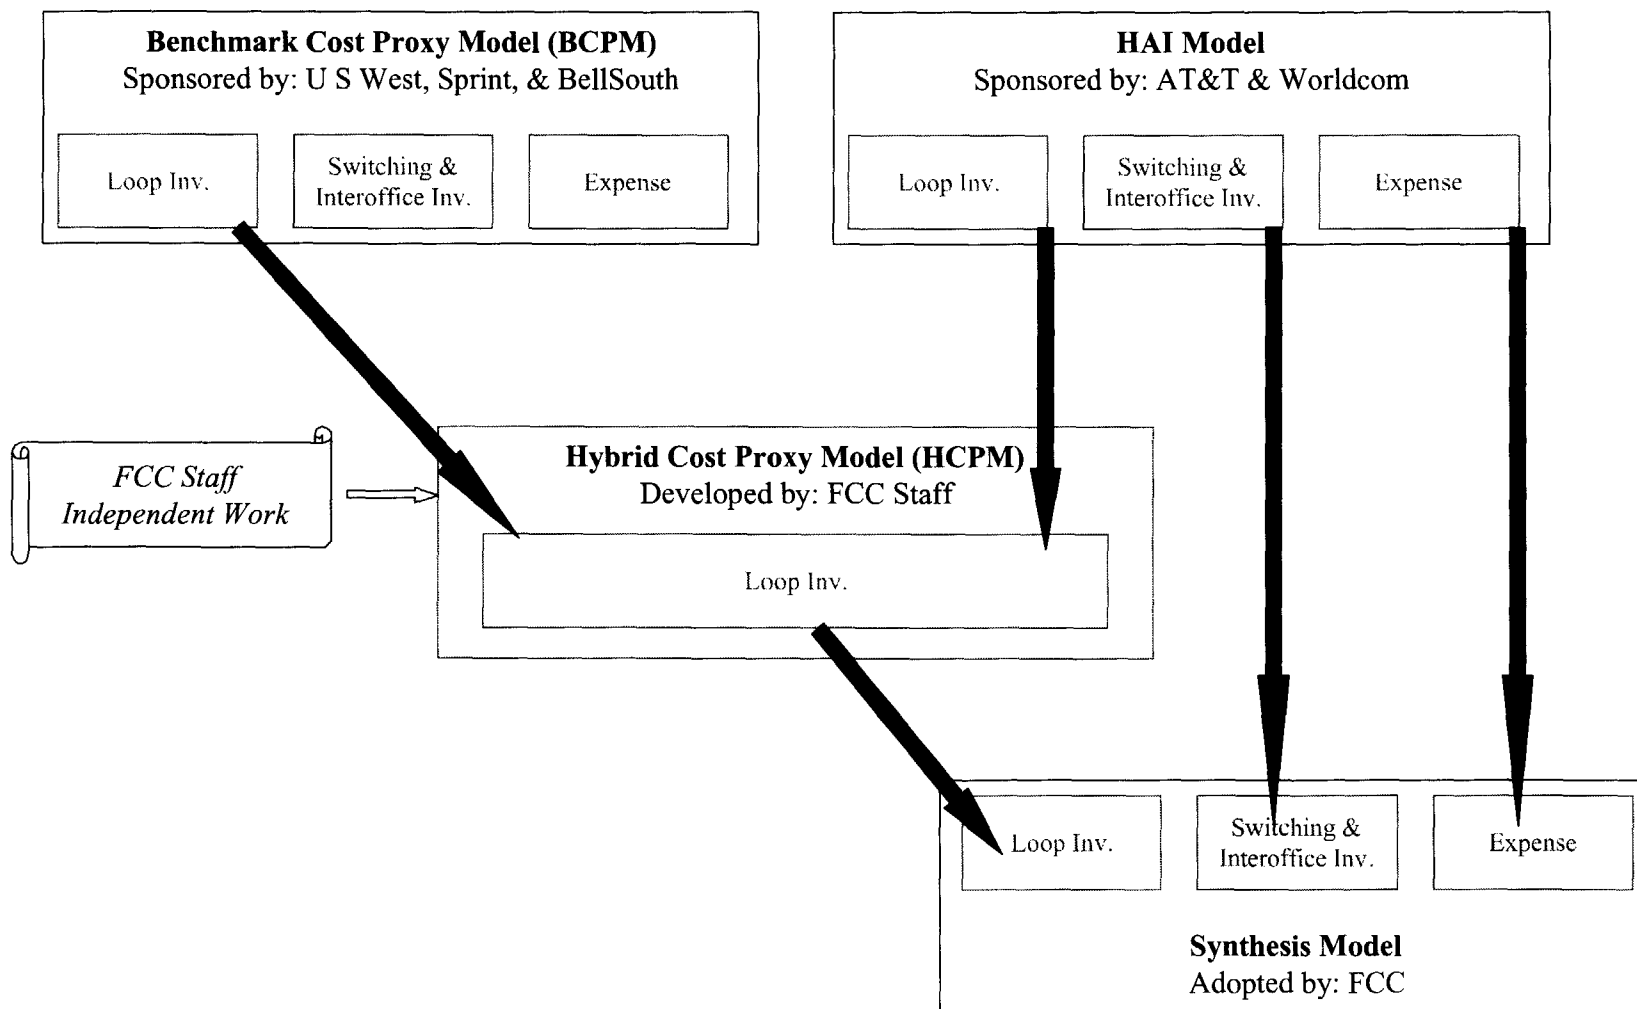 Benchmark Cost Proxy Model (BCPM)
Sponsored by: U S West, Sprint, & BellSouth
Loop Inv.
Switching &
Interoffice Inv.
Expense
HAI Model
Sponsored by: AT&T & Worldcom
Loop Inv.
Switching &
Interoffice Inv.
Expense
FCC Staff
Independent Work
Hybrid Cost Proxy Model (HCPM)
Developed by: FCC Staff
Loop Inv.
Loop Inv.
Switching &
Interoffice Inv.
Expense
Synthesis Model
Adopted by: FCC